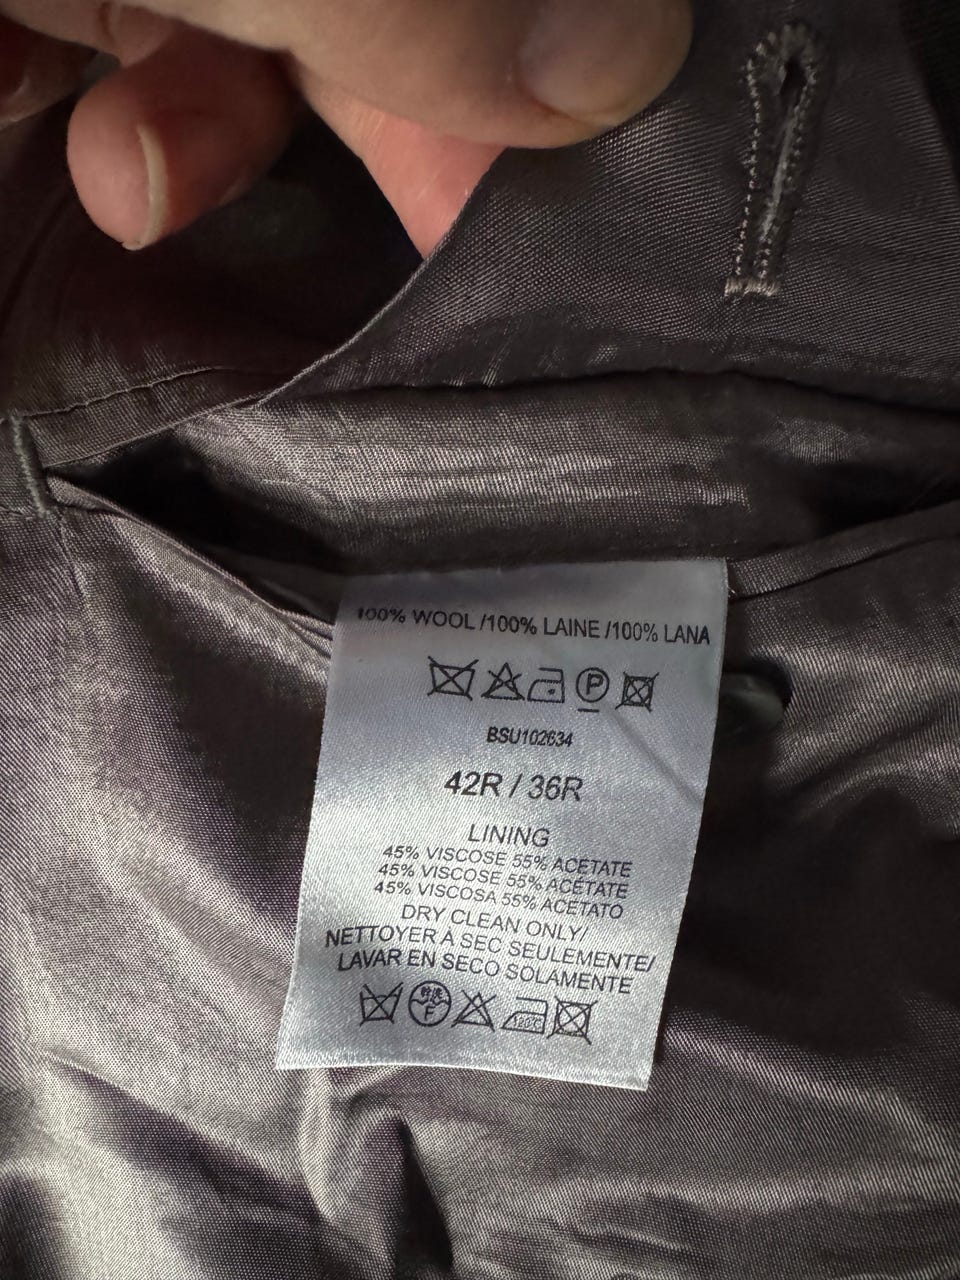 100% WOOL /100% LAINE /100% LANA
P
BSU102634
42R / 36R
LINING
45% VISCOSE 55% ACETATE
45% VISCOSE 55% ACÉTATE
45% VISCOSA 55% ACETATO
DRY CLEAN ONLY/
NETTOYER À SEC SEULEMENTE/
LAVAR EN SECO SOLAMENTE
F 120℃